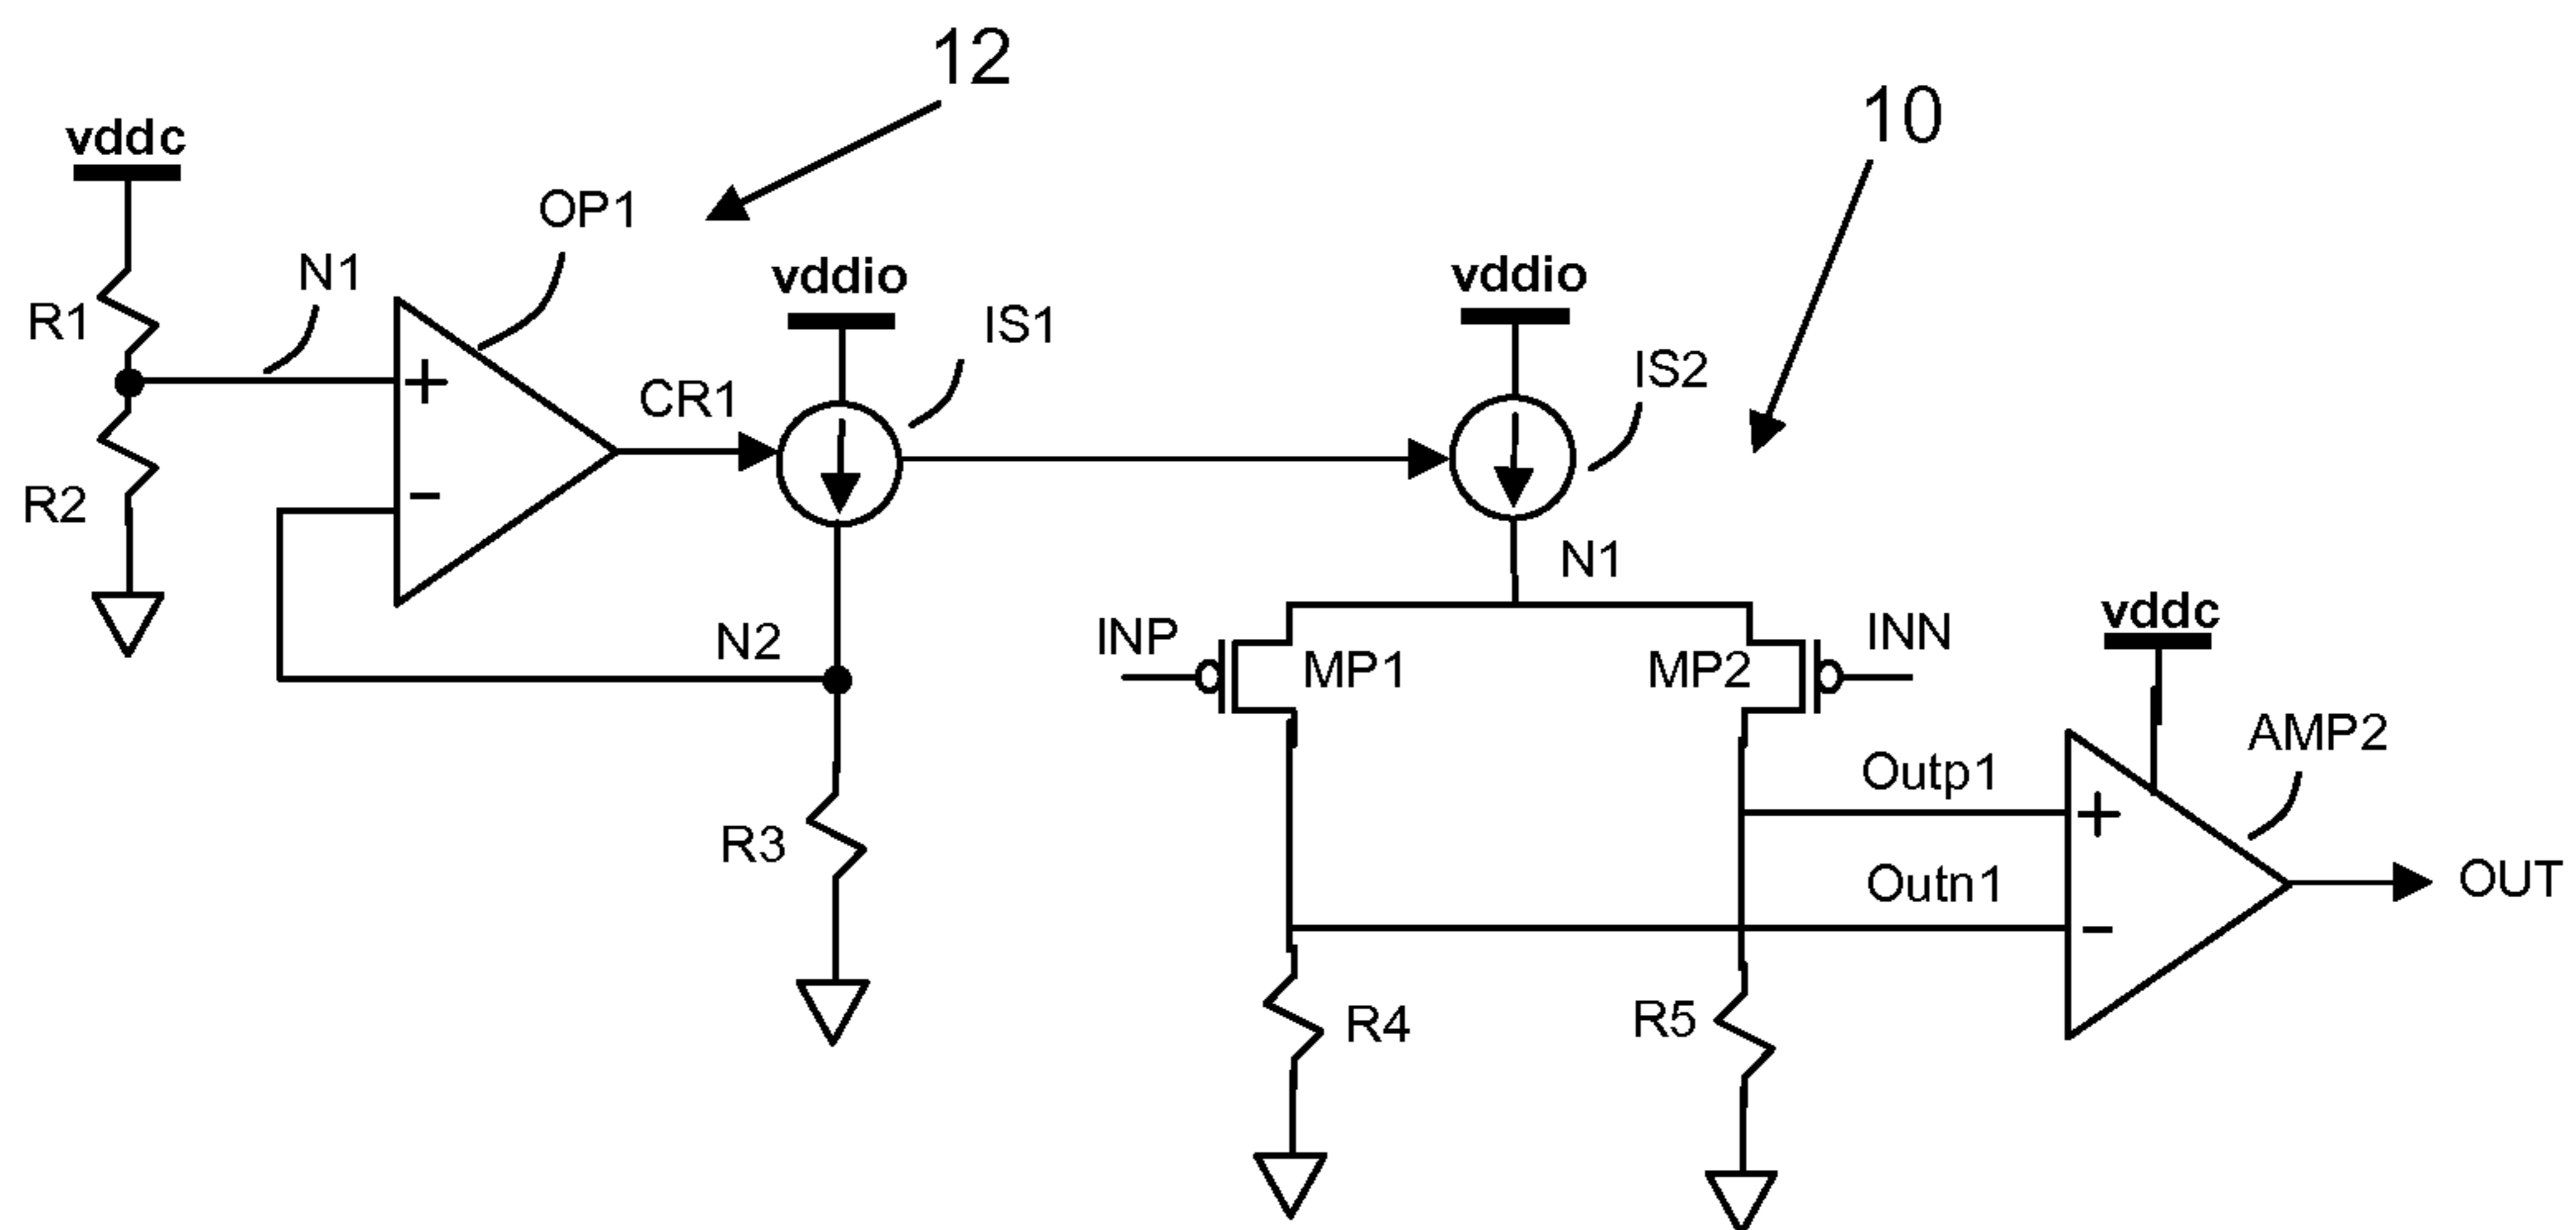 12
10
vddc
OP1
N1
vddio
vddio
IS1
R1
IS2
CR1
R2
N1
vddc
INP
INN
N2
MP1
MP2
AMP2
Outp1
R3
Outn1
OUT
R4
R5
+
−
+
−